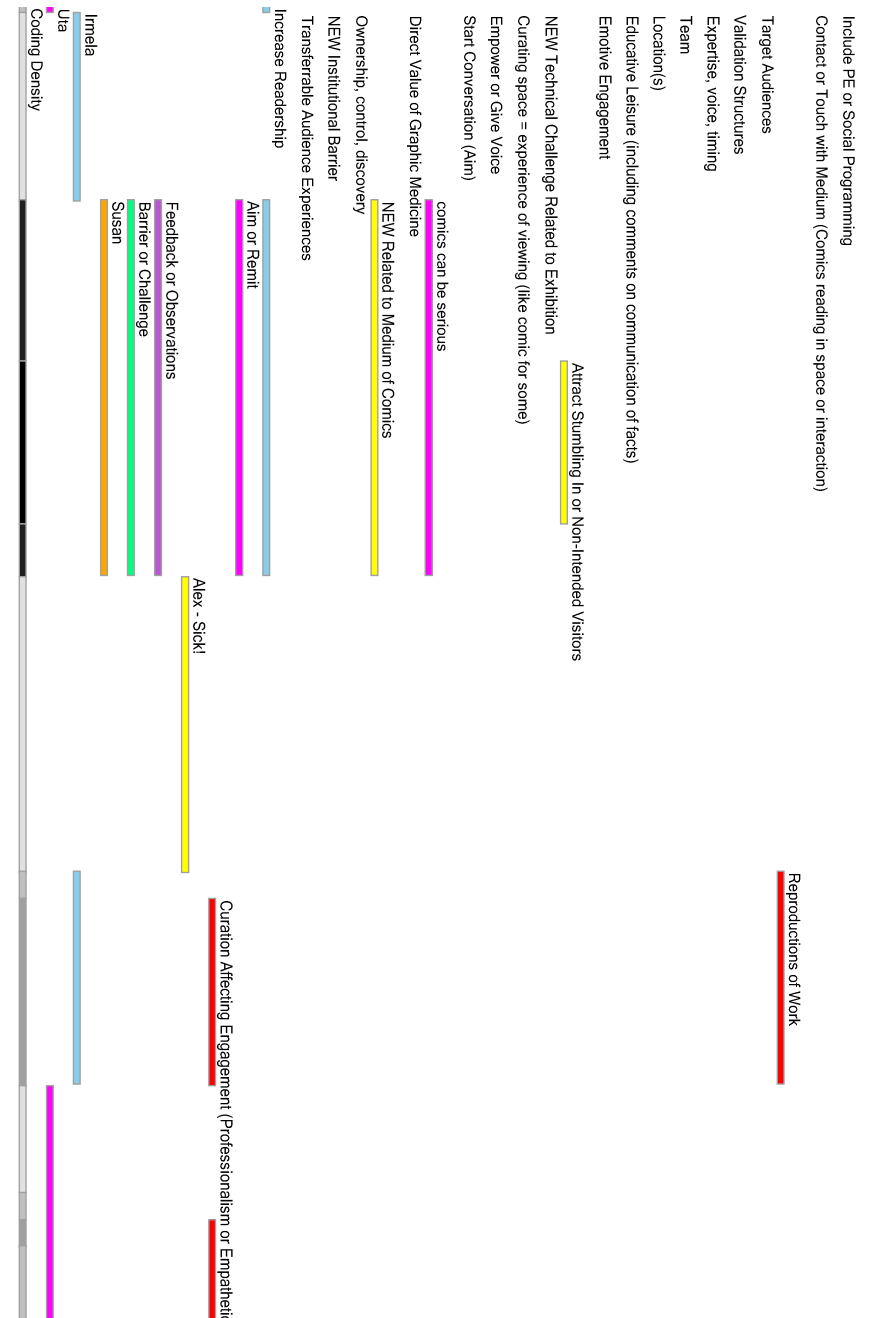 Coding Density
Uta
Irmela
Susan
Barrier or Challenge
Feedback or Observations
Alex - Sick!
Curation Affecting Engagement (Professionalism or Empathetic
Aim or Remit
Increase Readership
Transferrable Audience Experiences
NEW Institutional Barrier
Ownership, control, discovery
NEW Related to Medium of Comics
Direct Value of Graphic Medicine
comics can be serious
Start Conversation (Aim)
Empower or Give Voice
Curating space = experience of viewing (like comic for some)
NEW Technical Challenge Related to Exhibition
Attract Stumbling In or Non-Intended Visitors
Emotive Engagement
Educative Leisure (including comments on communication of facts)
Location(s)
Team
Expertise, voice, timing
Validation Structures
Target Audiences
Reproductions of Work
Contact or Touch with Medium (Comics reading in space or interaction)
Include PE or Social Programming